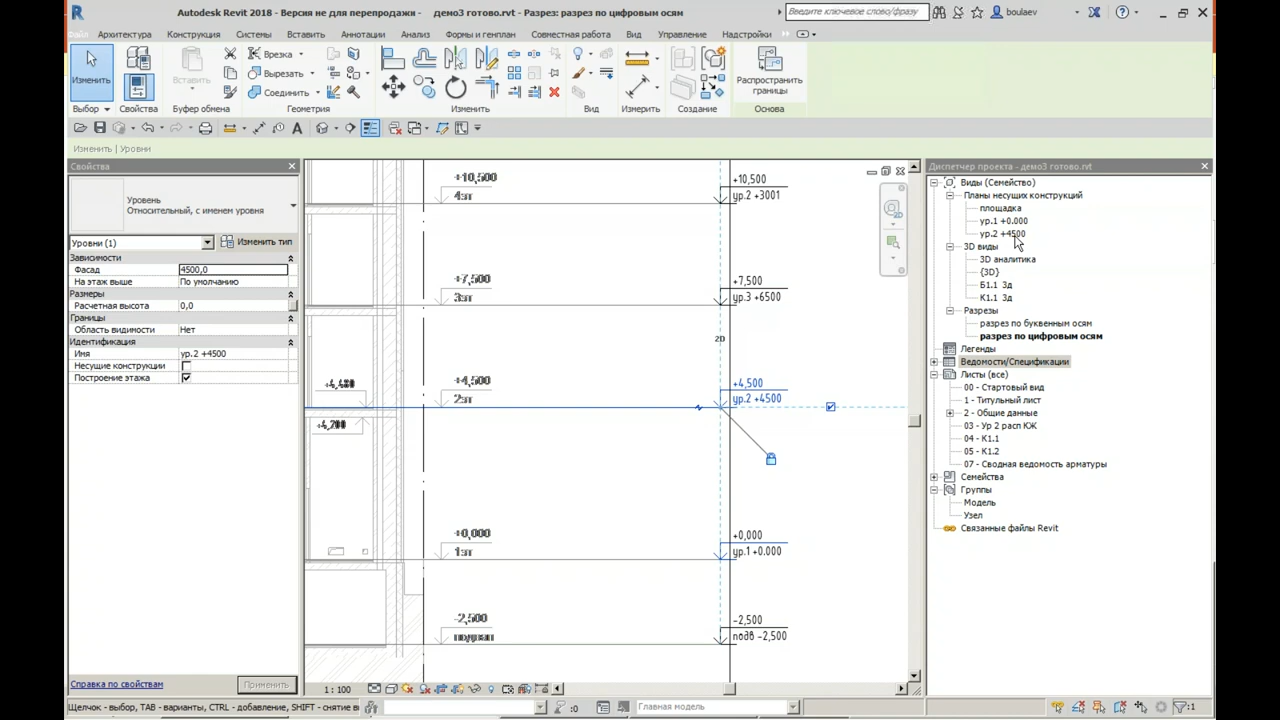 Autodesk Revit 2018 - Версия не для перепродажи - демо3 готово.rvt - Разрез: разрез по цифровым осям
Введите ключевое слово/фразу
boulaev
Файл Архитектура Конструкция Системы Вставить Аннотации Анализ Формы и генплан Совместная работа Вид Управление Надстройки
Изменить
Вставить
Врезка
Вырезать
Соединить
Распространить границы
Выбор Свойства Буфер обмена Геометрия Изменить Вид Измерить Создание Основа
Изменить | Уровни
Свойства
Уровень
Относительный, с именем уровня
Уровни (1)
Изменить тип
Зависимости
Фасад 4500,0
На этаж выше По умолчанию
Размеры
Расчетная высота 0,0
Границы
Область видимости Нет
Идентификация
Имя ур.2 +4500
Несущие конструкции
Построение этажа
Справка по свойствам
Применить
+10,500
4эт
+10,500
ур.2 +3001
+7,500
3эт
+7,500
ур.3 +6500
2D
+4,480
+4,500
2эт
+4,500
ур.2 +4500
+4,200
+0,000
1эт
+0,000
ур.1 +0.000
-2,500
подвал
-2,500
подв -2,500
1 : 100
Диспетчер проекта - демо3 готово.rvt
Виды (Семейство)
Планы несущих конструкций
площадка
ур.1 +0.000
ур.2 +4500
3D виды
3D аналитика
{3D}
Б1.1 3д
К1.1 3д
Разрезы
разрез по буквенным осям
разрез по цифровым осям
Легенды
Ведомости/Спецификации
Листы (все)
00 - Стартовый вид
1 - Титульный лист
2 - Общие данные
03 - Ур 2 расп КЖ
04 - К1.1
05 - К1.2
07 - Сводная ведомость арматуры
Семейства
Группы
Модель
Узел
Связанные файлы Revit
Щелчок - выбор, TAB - варианты, CTRL - добавление, SHIFT - снятие в
:0
Главная модель
:1